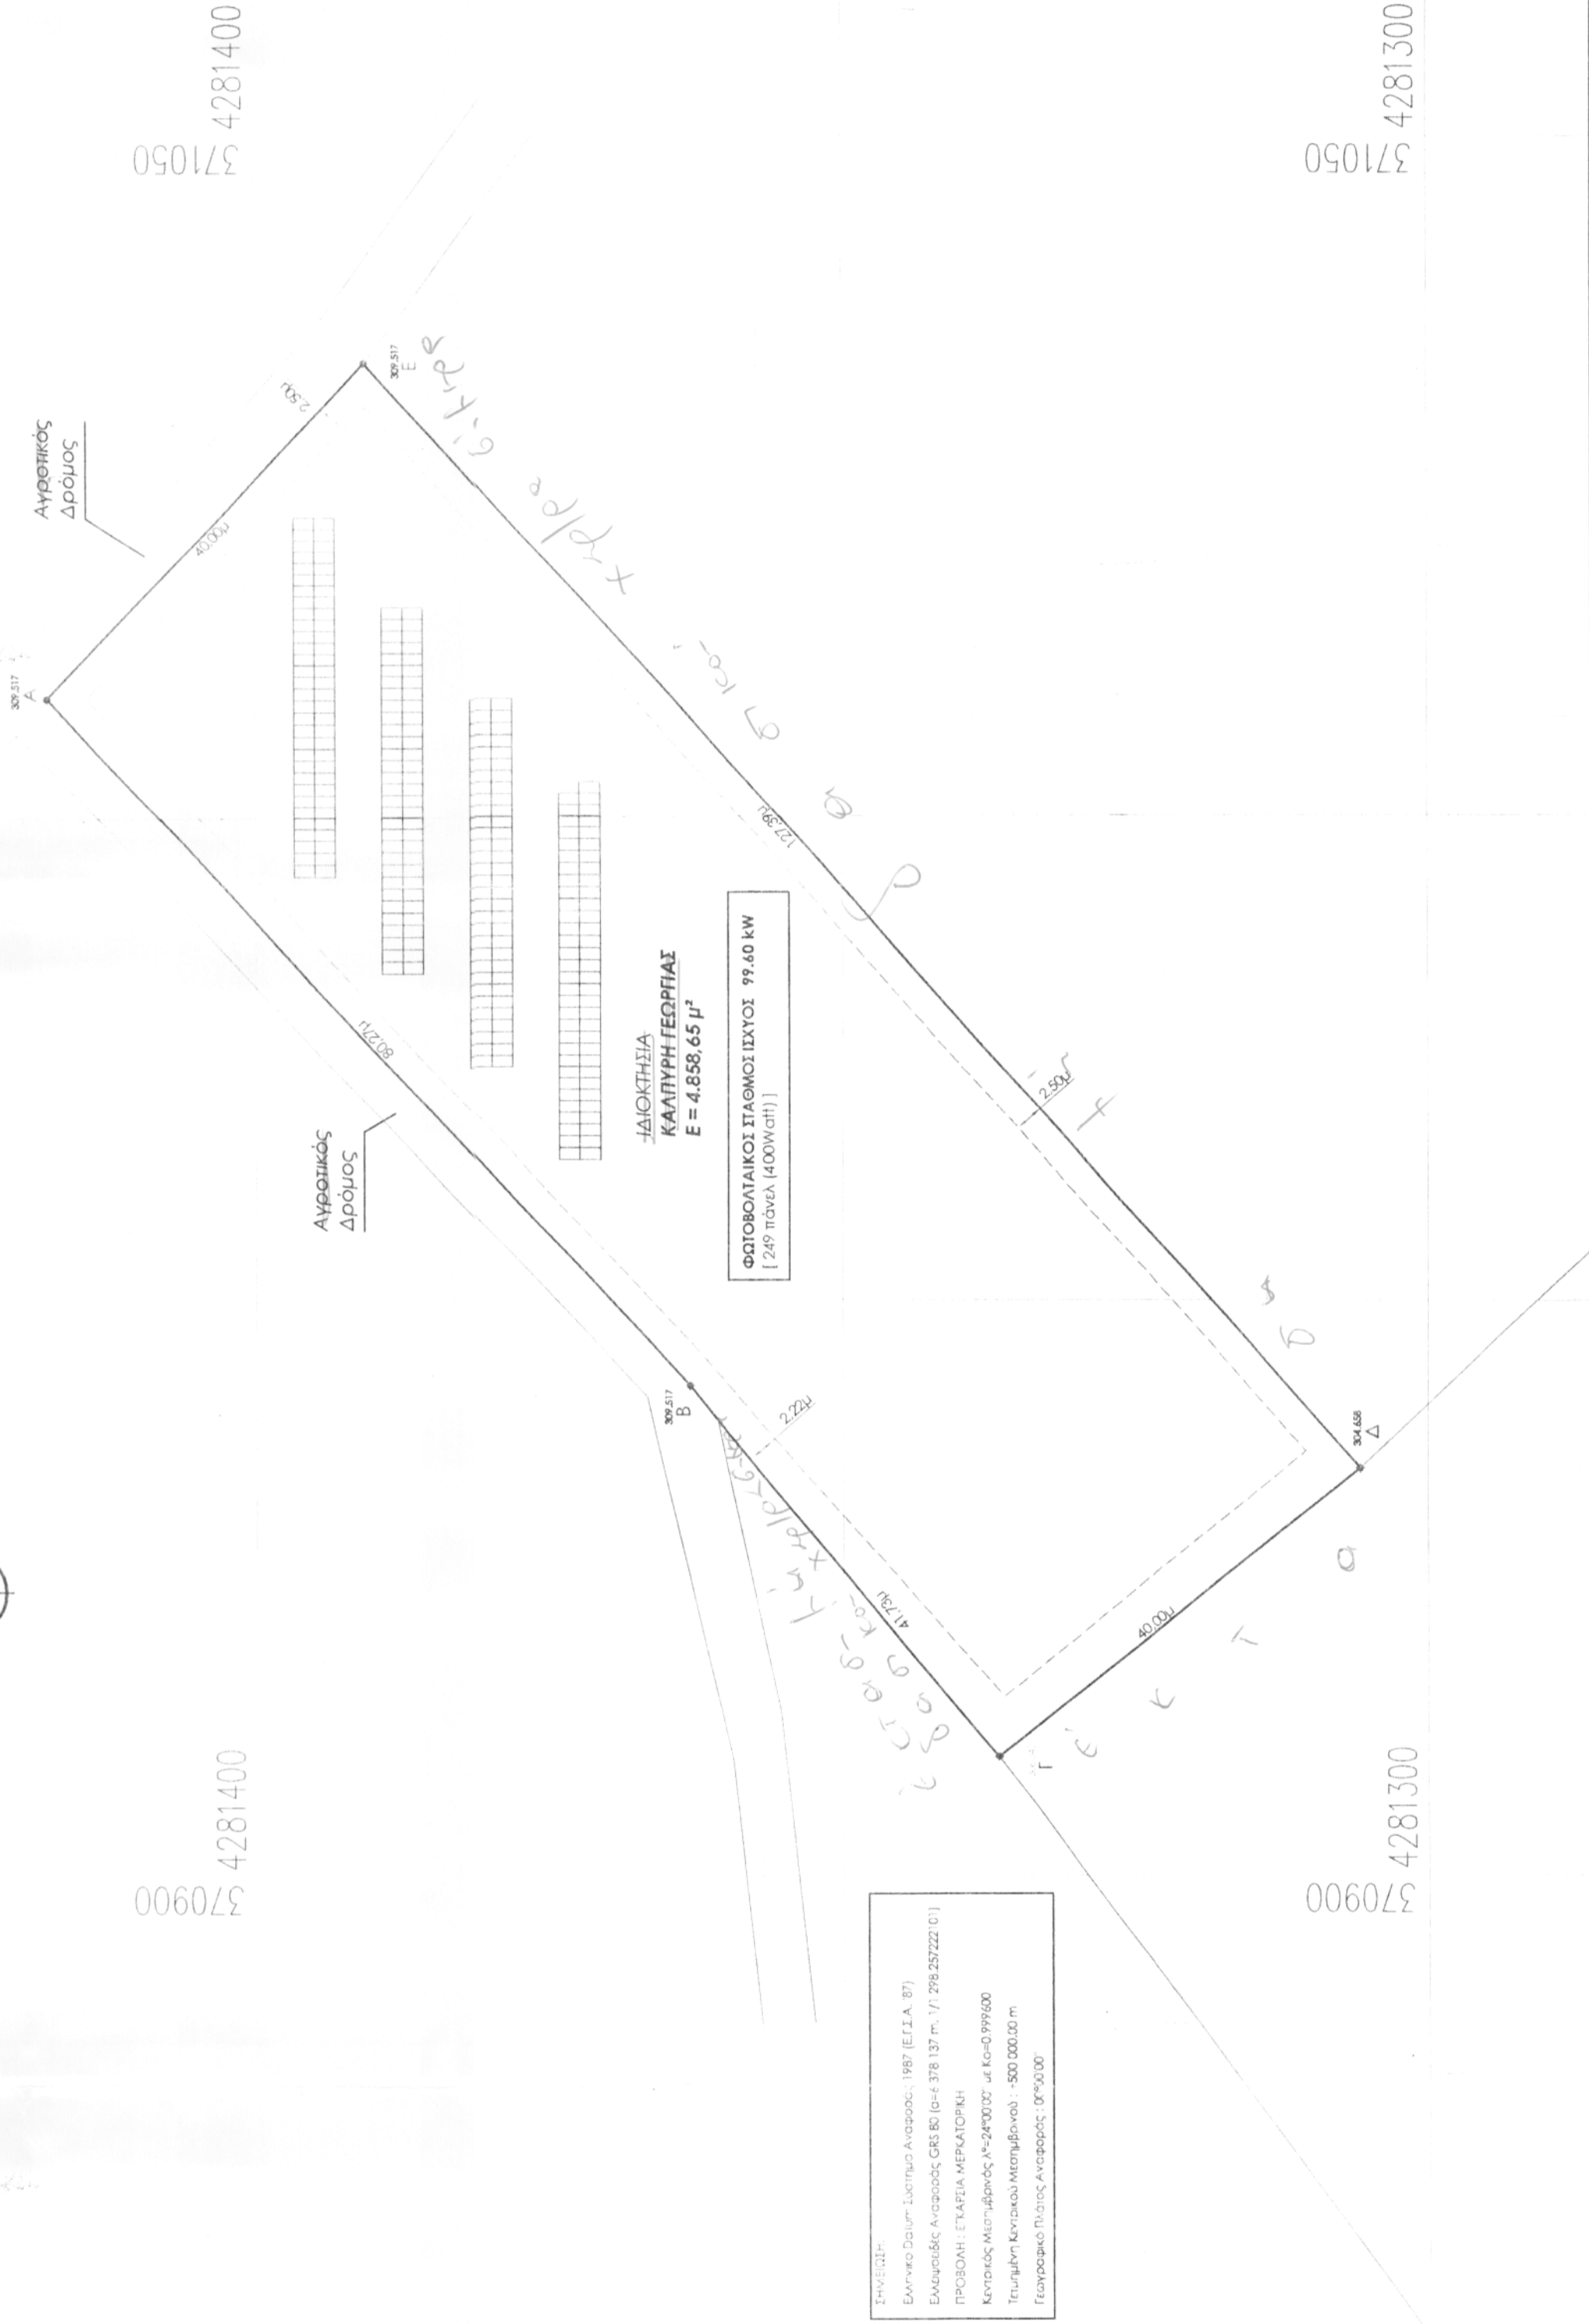 370900 4281400
371050 4281400
309.517
Α
Αγροτικός
Δρόμος
40.00μ
2.50μ
309.517
Ε
Αγροτικός
Δρόμος
80,27μ
309.517
Β
2.22μ
41.73μ
ΙΔΙΟΚΤΗΣΙΑ
ΚΑΛΠΥΡΗ ΓΕΩΡΓΙΑΣ
Ε = 4.858,65 μ²
ΦΩΤΟΒΟΛΤΑΙΚΟΣ ΣΤΑΘΜΟΣ ΙΣΧΥΟΣ 99.60 kW
[ 249 πάνελ (400Watt) ]
127,39μ
2.50μ
Γ
40.00μ
304.658
Δ
ΣΗΜΕΙΩΣΗ:
Ελληνικό Datum Σύστημα Αναφοράς 1987 (Ε.Γ.Σ.Α. '87)
Ελλειψοειδές Αναφοράς GRS 80 (α=6 378 137 m, 1/f 298.257222101)
ΠΡΟΒΟΛΗ : ΕΓΚΑΡΣΙΑ ΜΕΡΚΑΤΟΡΙΚΗ
Κεντρικός Μεσημβρινός λ°=24°00'00" με Κο=0.999600
Τετμημένη Κεντρικού Μεσημβρινού : +500 000.00 m
Γεωγραφικό Πλάτος Αναφοράς : 00°00'00"
370900 4281300
371050 4281300